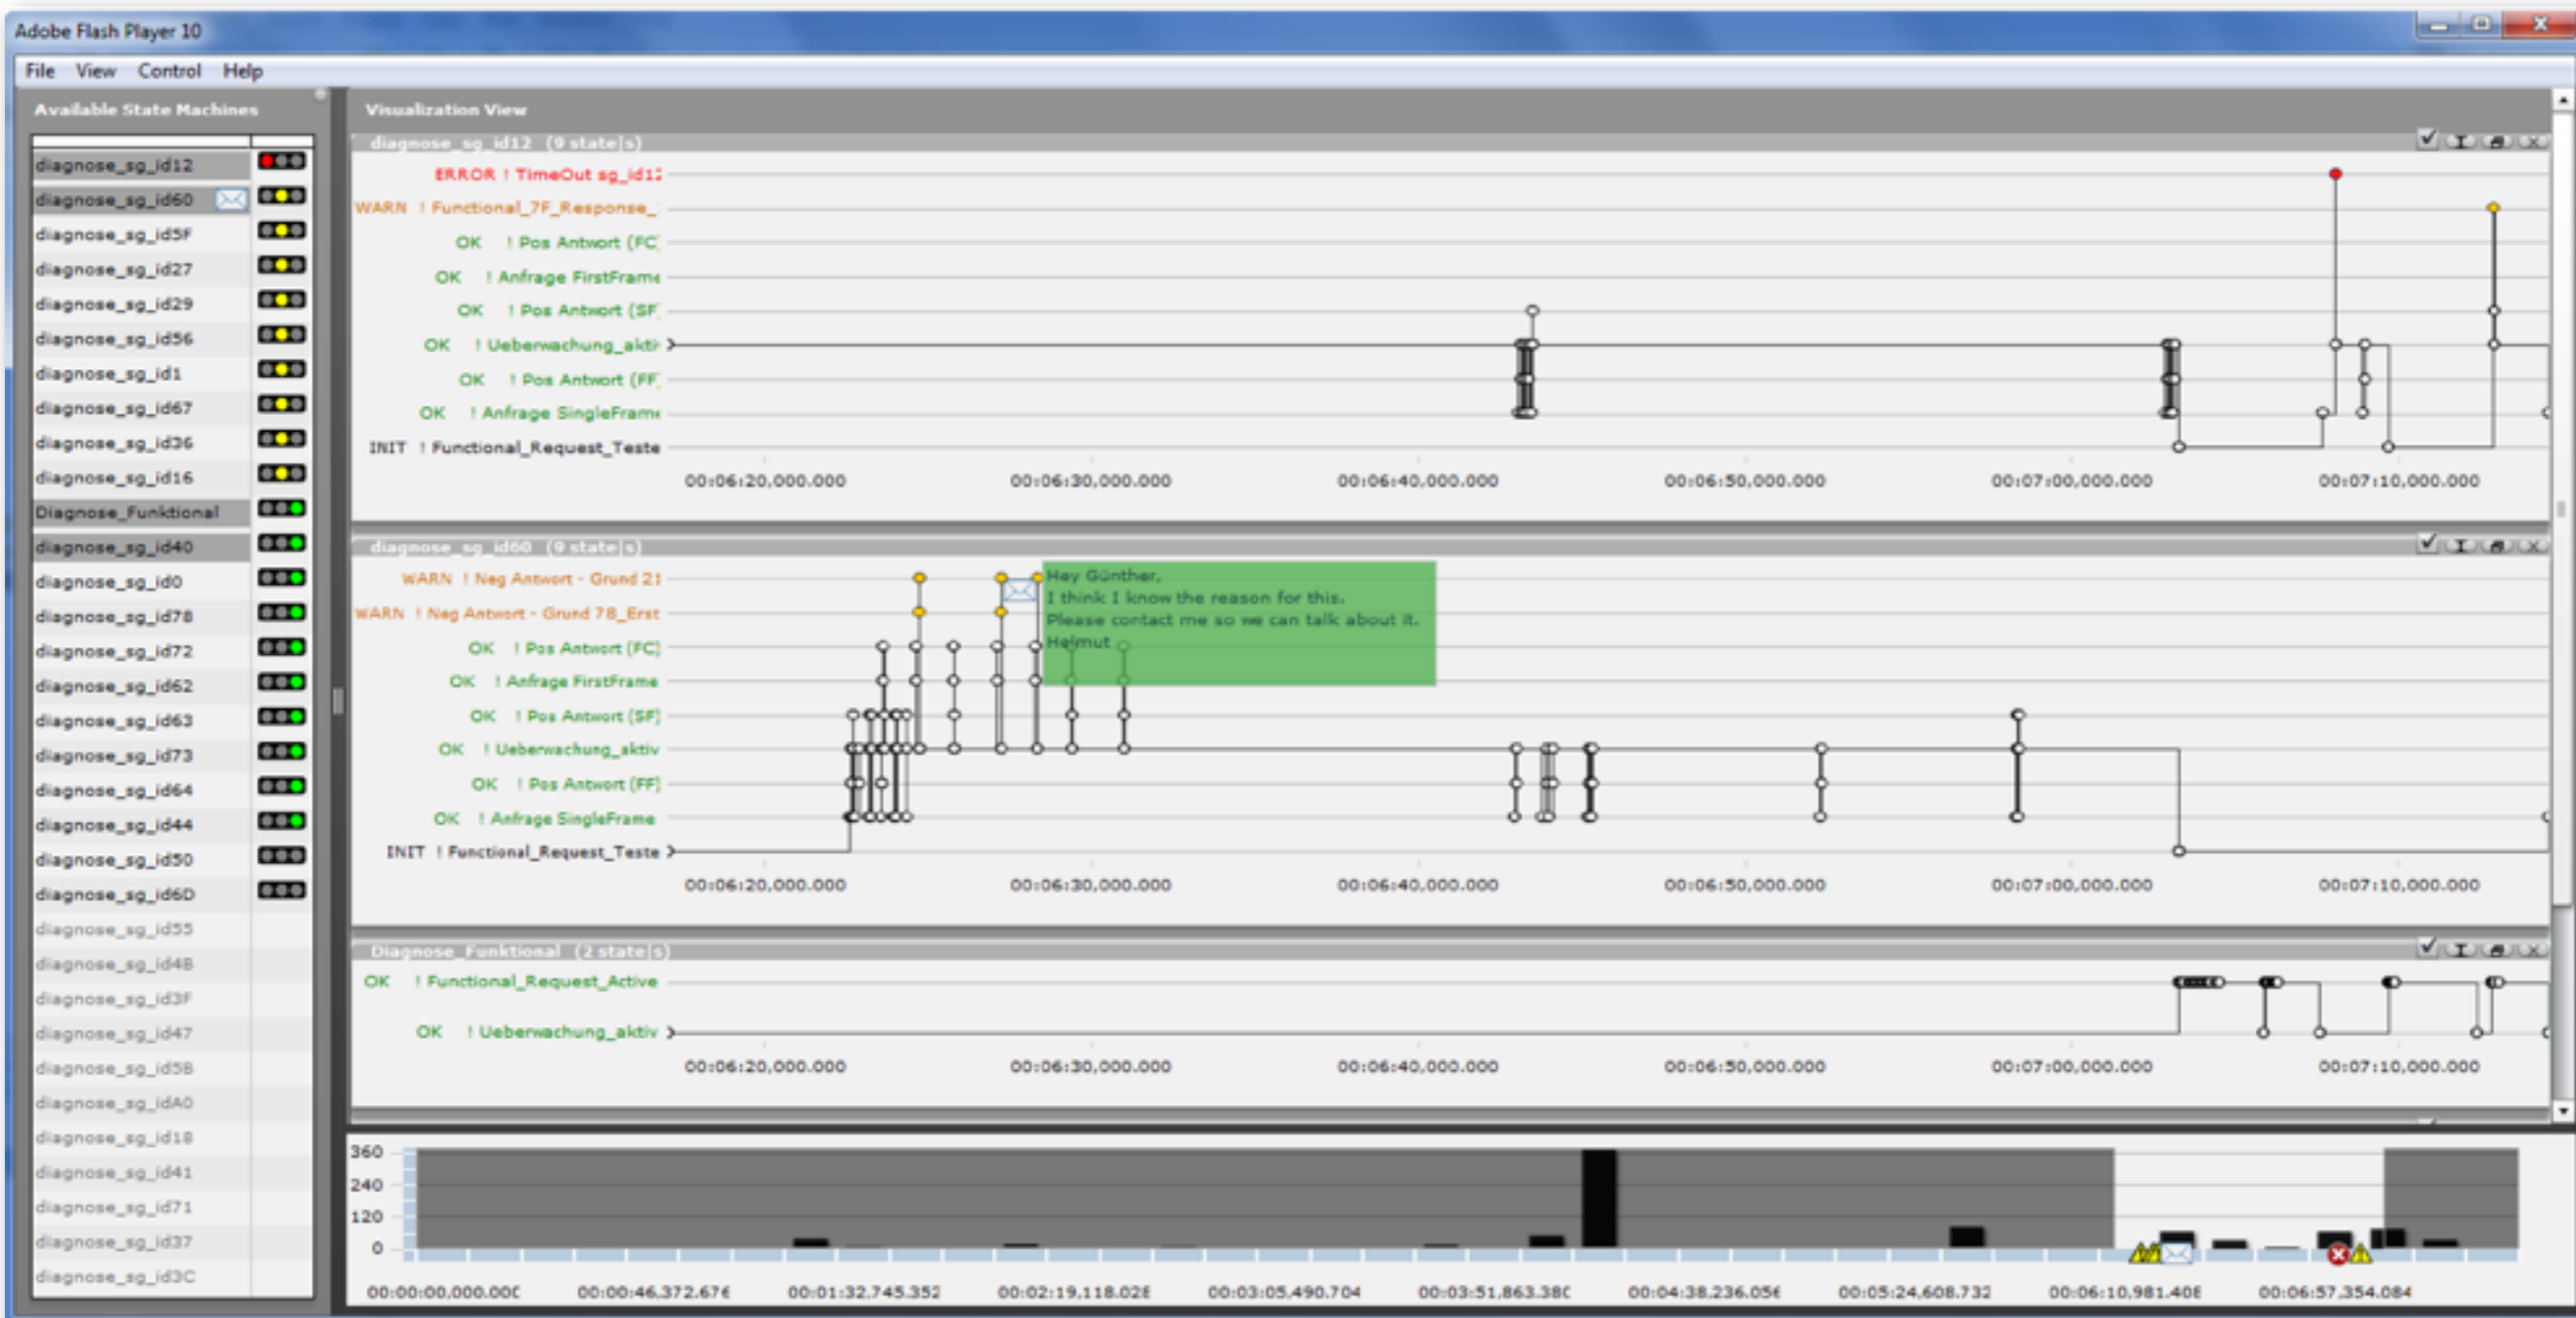 Adobe Flash Player 10
File View Control Help
Available State Machines
diagnose_sg_id12
diagnose_sg_id60
diagnose_sg_id5F
diagnose_sg_id27
diagnose_sg_id29
diagnose_sg_id56
diagnose_sg_id1
diagnose_sg_id67
diagnose_sg_id36
diagnose_sg_id16
Diagnose_Funktional
diagnose_sg_id40
diagnose_sg_id0
diagnose_sg_id78
diagnose_sg_id72
diagnose_sg_id62
diagnose_sg_id63
diagnose_sg_id73
diagnose_sg_id64
diagnose_sg_id44
diagnose_sg_id50
diagnose_sg_id6D
diagnose_sg_id55
diagnose_sg_id4B
diagnose_sg_id3F
diagnose_sg_id47
diagnose_sg_id5B
diagnose_sg_idA0
diagnose_sg_id18
diagnose_sg_id41
diagnose_sg_id71
diagnose_sg_id37
diagnose_sg_id3C
Visualization View
diagnose_sg_id12 (9 state|s)
ERROR ! TimeOut sg_id12
WARN ! Functional_7F_Response_
OK ! Pos Antwort (FC)
OK ! Anfrage FirstFrame
OK ! Pos Antwort (SF)
OK ! Ueberwachung_akti
OK ! Pos Antwort (FF)
OK ! Anfrage SingleFrame
INIT ! Functional_Request_Teste
00:06:20,000.000 00:06:30,000.000 00:06:40,000.000 00:06:50,000.000 00:07:00,000.000 00:07:10,000.000
diagnose_sg_id60 (9 state|s)
WARN ! Neg Antwort - Grund 21
WARN ! Neg Antwort - Grund 78_Erst
OK ! Pos Antwort (FC)
OK ! Anfrage FirstFrame
OK ! Pos Antwort (SF)
OK ! Ueberwachung_aktiv
OK ! Pos Antwort (FF)
OK ! Anfrage SingleFrame
INIT ! Functional_Request_Teste
Hey Günther,
I think I know the reason for this.
Please contact me so we can talk about it.
Helmut
00:06:20,000.000 00:06:30,000.000 00:06:40,000.000 00:06:50,000.000 00:07:00,000.000 00:07:10,000.000
Diagnose_Funktional (2 state|s)
OK ! Functional_Request_Active
OK ! Ueberwachung_aktiv
00:06:20,000.000 00:06:30,000.000 00:06:40,000.000 00:06:50,000.000 00:07:00,000.000 00:07:10,000.000
360
240
120
0
00:00:00,000.000 00:00:46,372.676 00:01:32,745.352 00:02:19,118.028 00:03:05,490.704 00:03:51,863.380 00:04:38,236.056 00:05:24,608.732 00:06:10,981.408 00:06:57,354.084